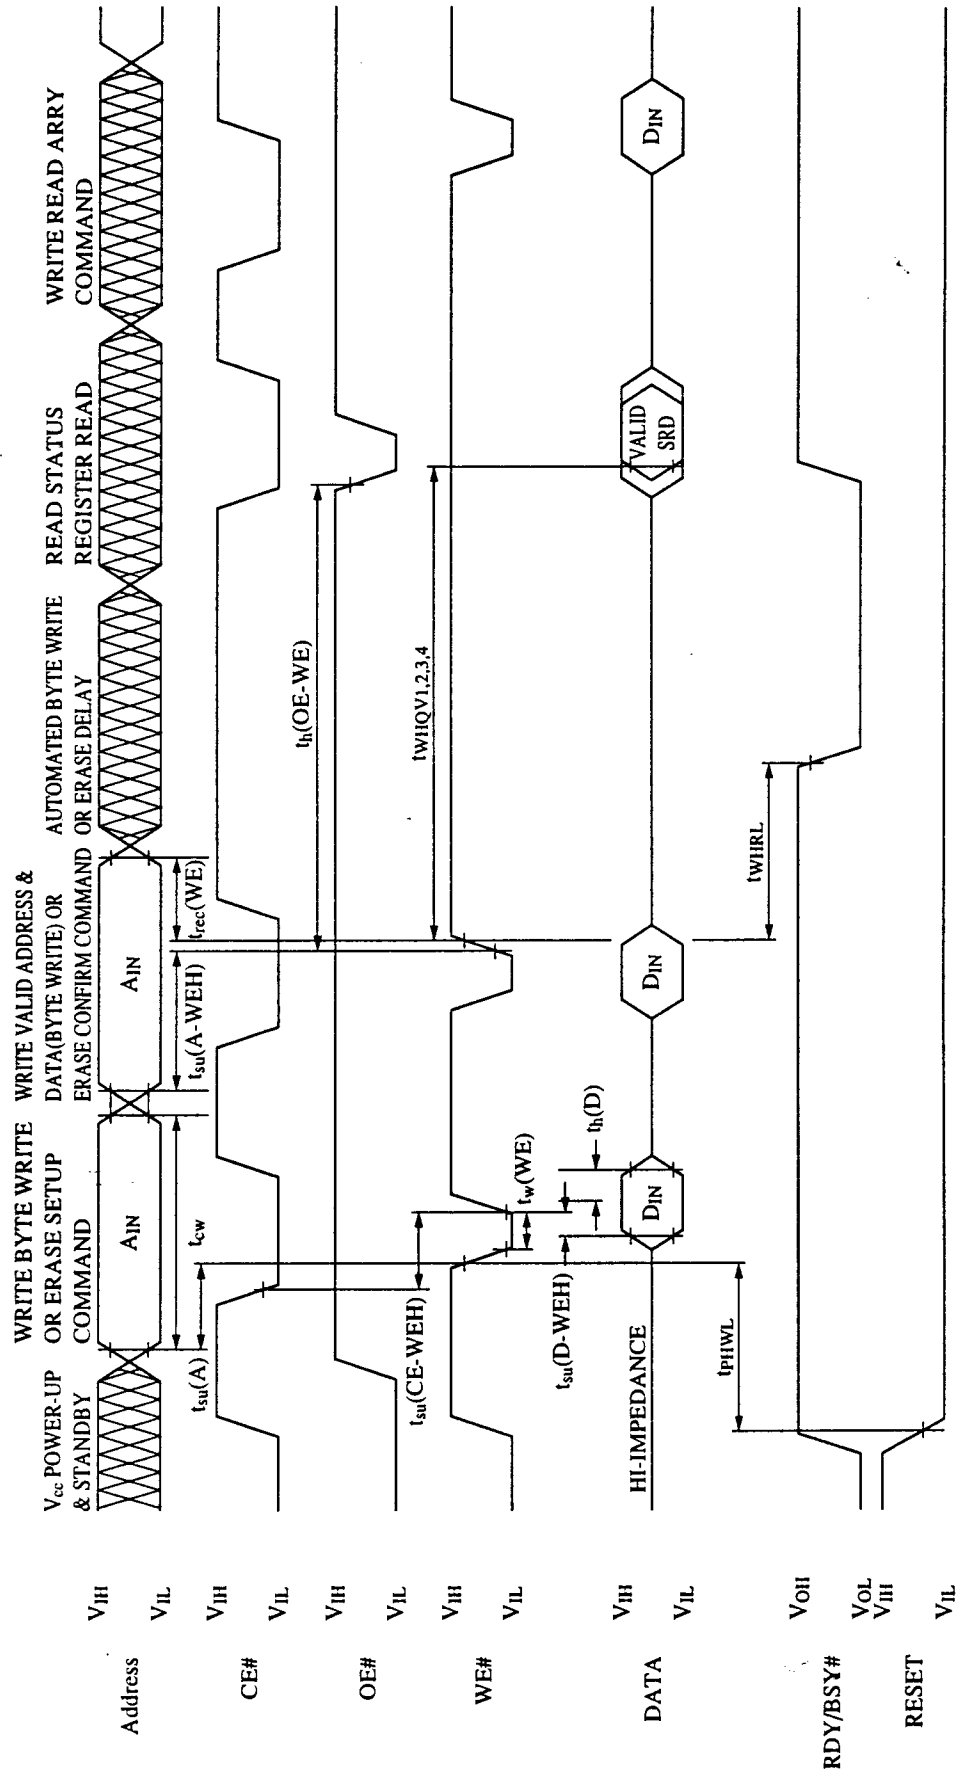 Vcc POWER-UP
& STANDBY
WRITE BYTE WRITE
OR ERASE SETUP
COMMAND
WRITE VALID ADDRESS &
DATA(BYTE WRITE) OR
ERASE CONFIRM COMMAND
AUTOMATED BYTE WRITE
OR ERASE DELAY
READ STATUS
REGISTER READ
WRITE READ ARRY
COMMAND
Address
VIH
VIL
AIN
AIN
tsu(A)
tcw
tsu(A-WEH)
trec(WE)
CE#
VIH
VIL
OE#
VIH
VIL
th(OE-WE)
tsu(CE-WEH)
tWHQV1,2,3,4
WE#
VIH
VIL
tw(WE)
tsu(D-WEH)
th(D)
DATA
VIH
VIL
HI-IMPEDANCE
DIN
DIN
VALID
SRD
DIN
tPHWL
tWHRL
RDY/BSY#
VOH
VOL
RESET
VIH
VIL